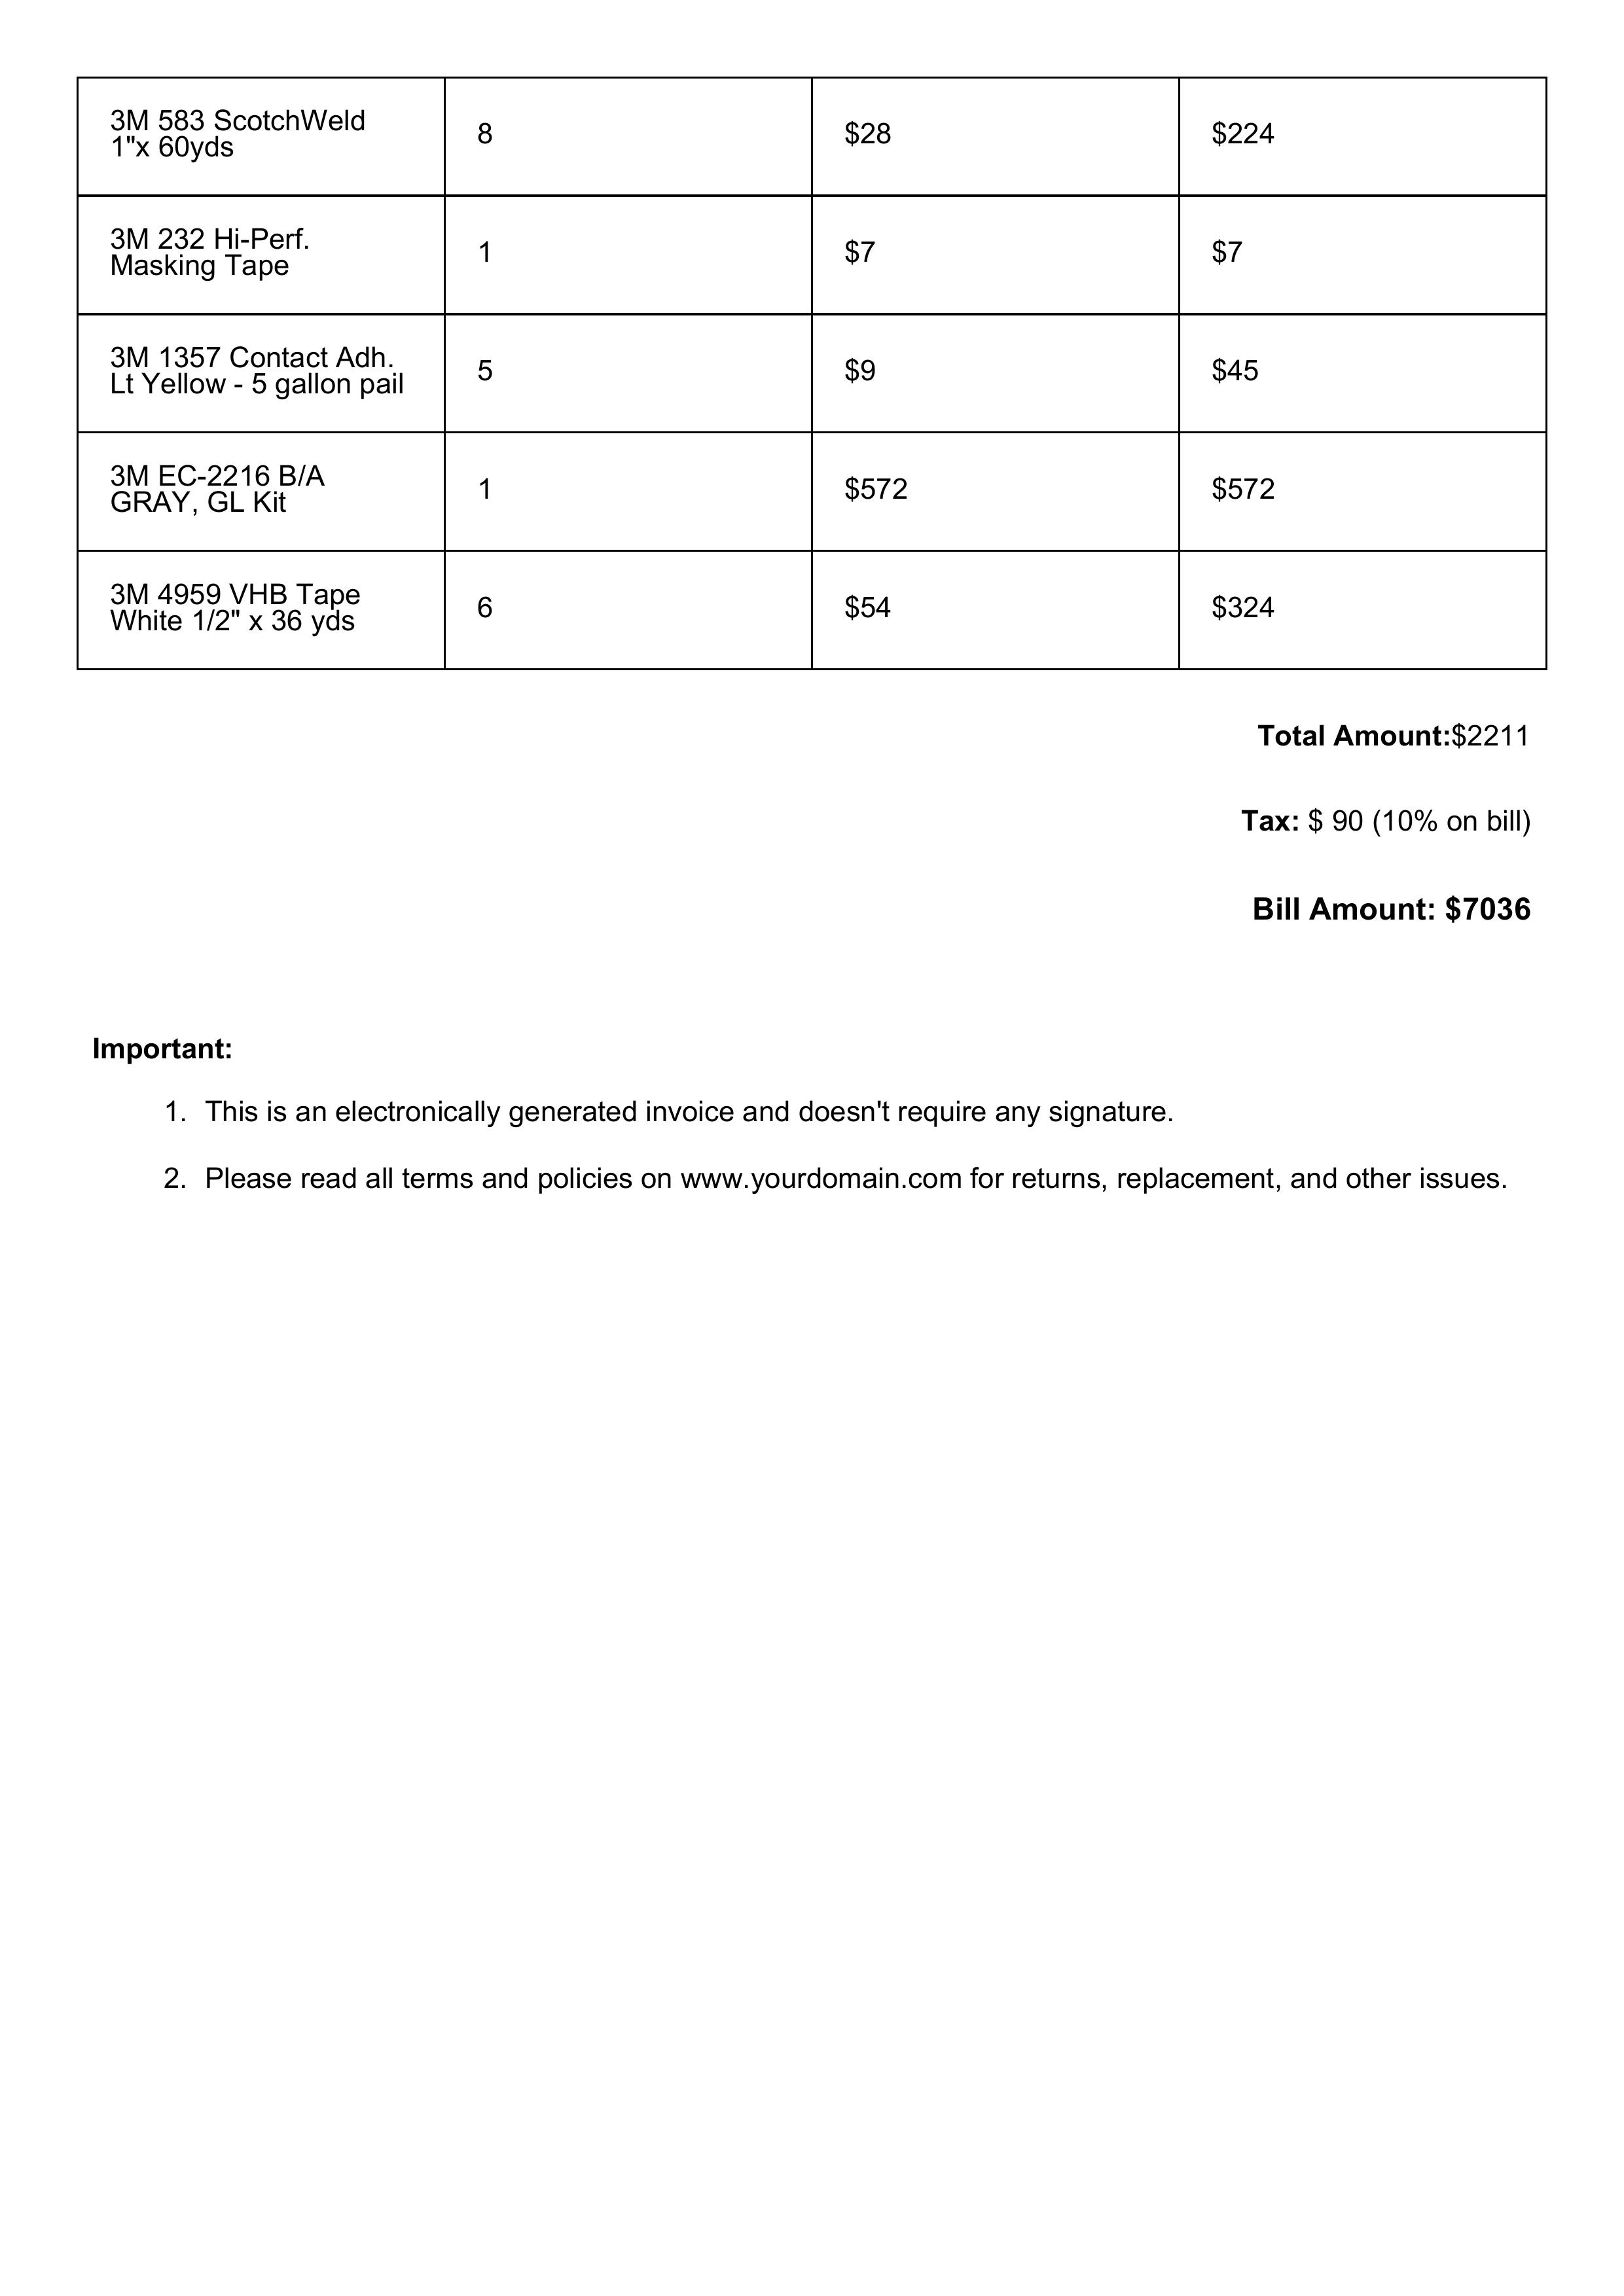 3M 583 ScotchWeld
1"x 60yds
8
$28
$224
3M 232 Hi-Perf.
Masking Tape
1
$7
$7
3M 1357 Contact Adh.
Lt Yellow - 5 gallon pail
5
$9
$45
3M EC-2216 B/A
GRAY, GL Kit
1
$572
$572
3M 4959 VHB Tape
White 1/2" x 36 yds
6
$54
$324
Total Amount:$2211
Tax: $ 90 (10% on bill)
Bill Amount: $7036
Important:
1. This is an electronically generated invoice and doesn't require any signature.
2. Please read all terms and policies on www.yourdomain.com for returns, replacement, and other issues.